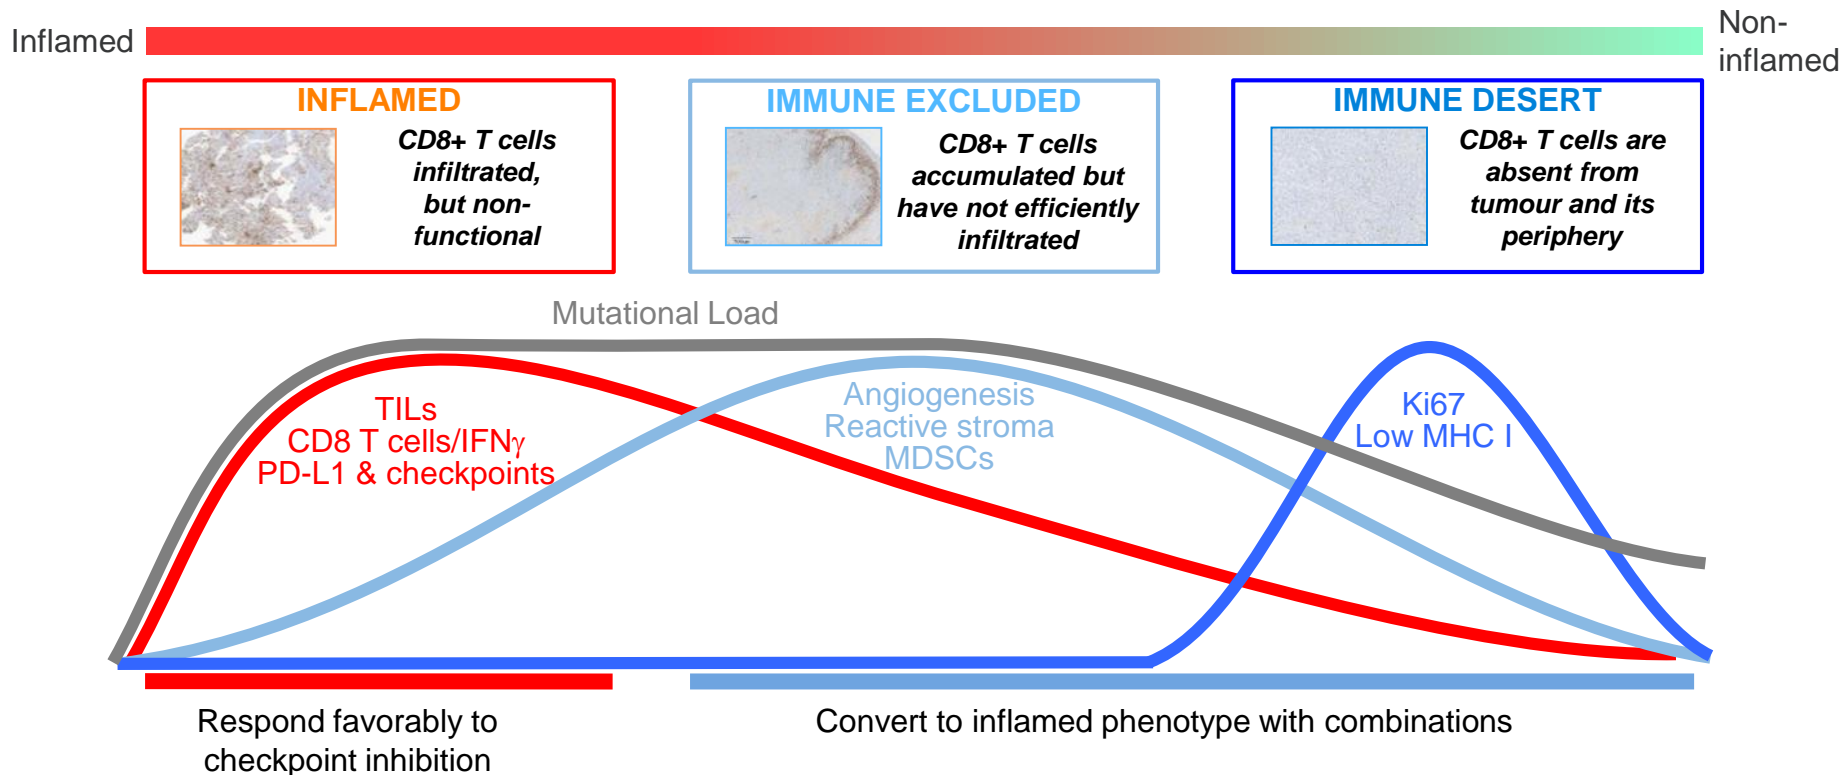 Inflamed
Non-
inflamed
INFLAMED
CD8+ T cells
infiltrated,
but non-
functional
IMMUNE EXCLUDED
CD8+ T cells
accumulated but
have not efficiently
infiltrated
IMMUNE DESERT
CD8+ T cells are
absent from
tumour and its
periphery
Mutational Load
TILs
CD8 T cells/IFNγ
PD-L1 & checkpoints
Angiogenesis
Reactive stroma
MDSCs
Ki67
Low MHC I
Respond favorably to
checkpoint inhibition
Convert to inflamed phenotype with combinations